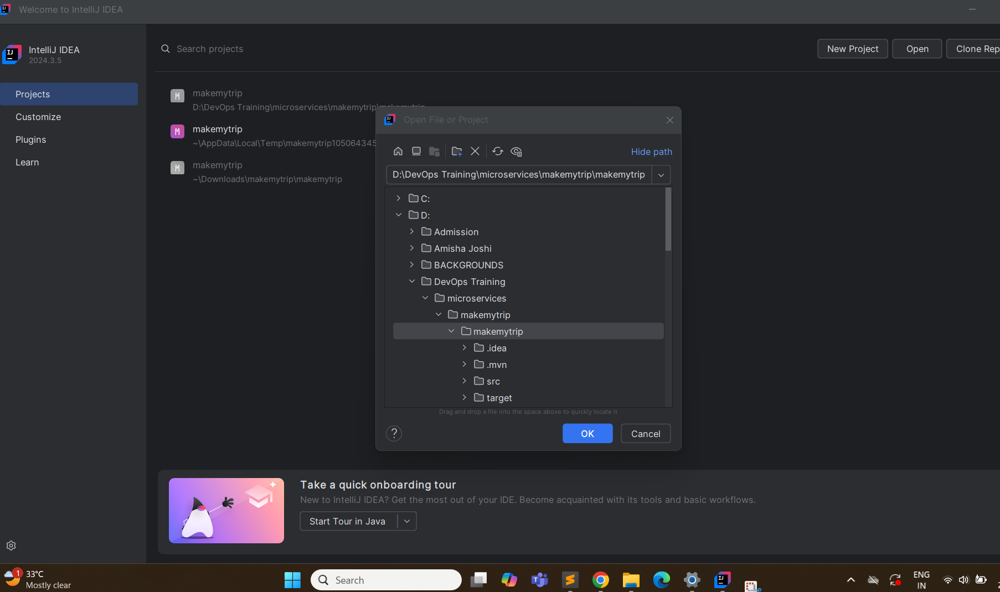 Welcome to IntelliJ IDEA
IntelliJ IDEA
2024.3.5
Projects
Customize
Plugins
Learn
Search projects
New Project
Open
Clone Rep
M
makemytrip
D:\DevOps Training\microservices\makemytrip\makemytrip
M
makemytrip
~\AppData\Local\Temp\makemytrip105064345
M
makemytrip
~\Downloads\makemytrip\makemytrip
Open File or Project
Hide path
D:\DevOps Training\microservices\makemytrip\makemytrip
C:
D:
Admission
Amisha Joshi
BACKGROUNDS
DevOps Training
microservices
makemytrip
makemytrip
.idea
.mvn
src
target
Drag and drop a file into the space above to quickly locate it
?
OK
Cancel
Take a quick onboarding tour
New to IntelliJ IDEA? Get the most out of your IDE. Become acquainted with its tools and basic workflows.
Start Tour in Java
1
33°C
Mostly clear
Search
ENG
IN